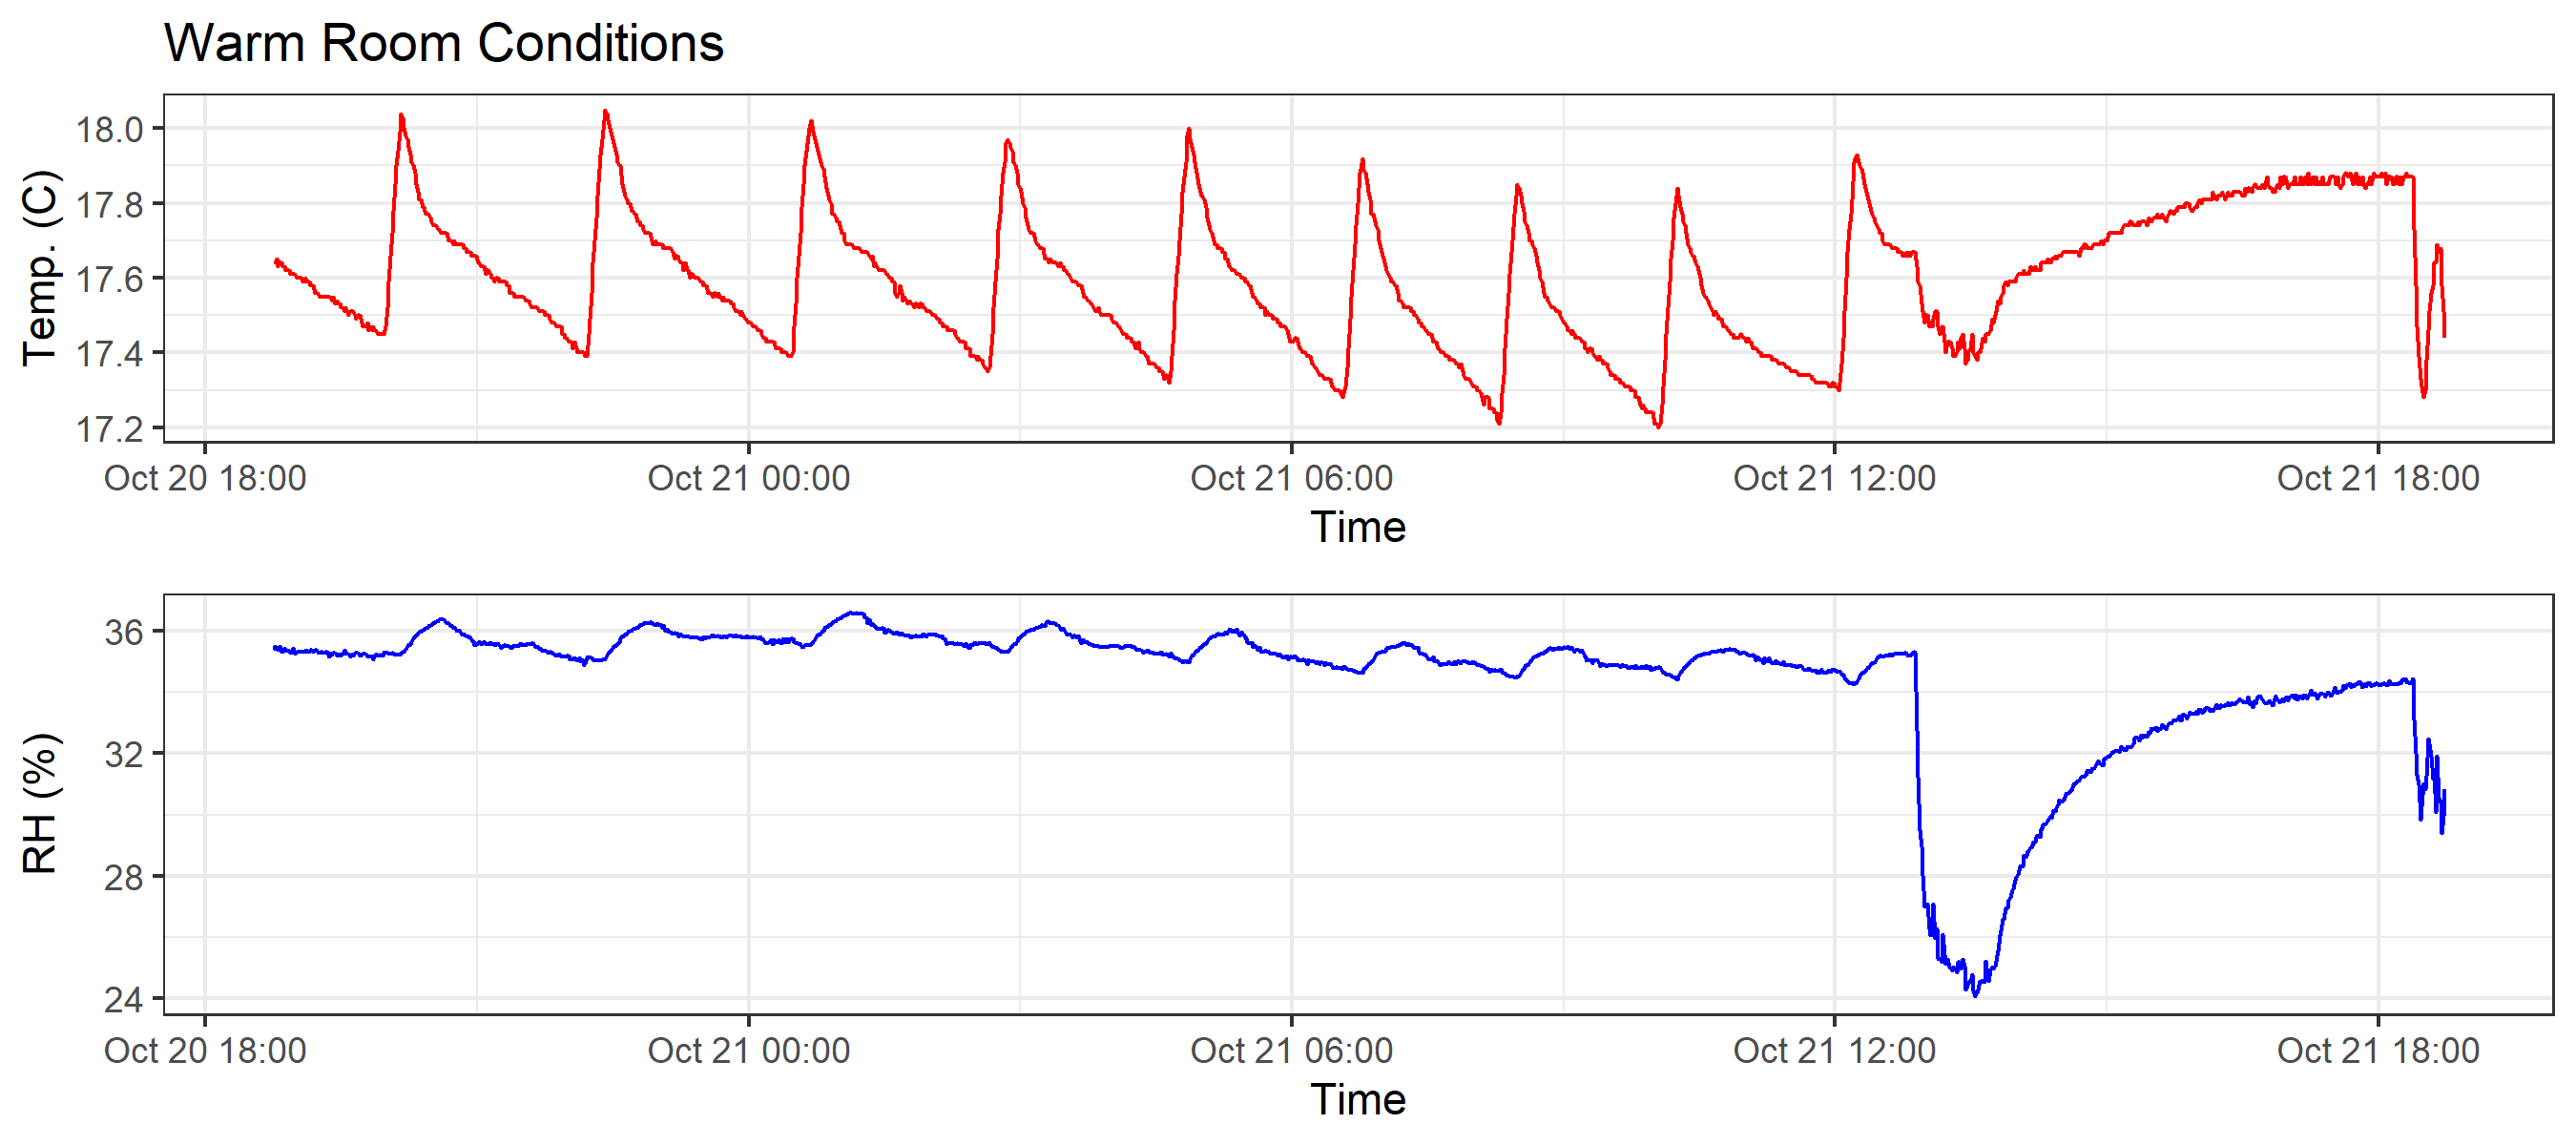 Warm Room Conditions
Temp. (C)
18.0
17.8
17.6
17.4
17.2
Oct 20 18:00 Oct 21 00:00 Oct 21 06:00 Oct 21 12:00 Oct 21 18:00
Time
RH (%)
36
32
28
24
Oct 20 18:00 Oct 21 00:00 Oct 21 06:00 Oct 21 12:00 Oct 21 18:00
Time